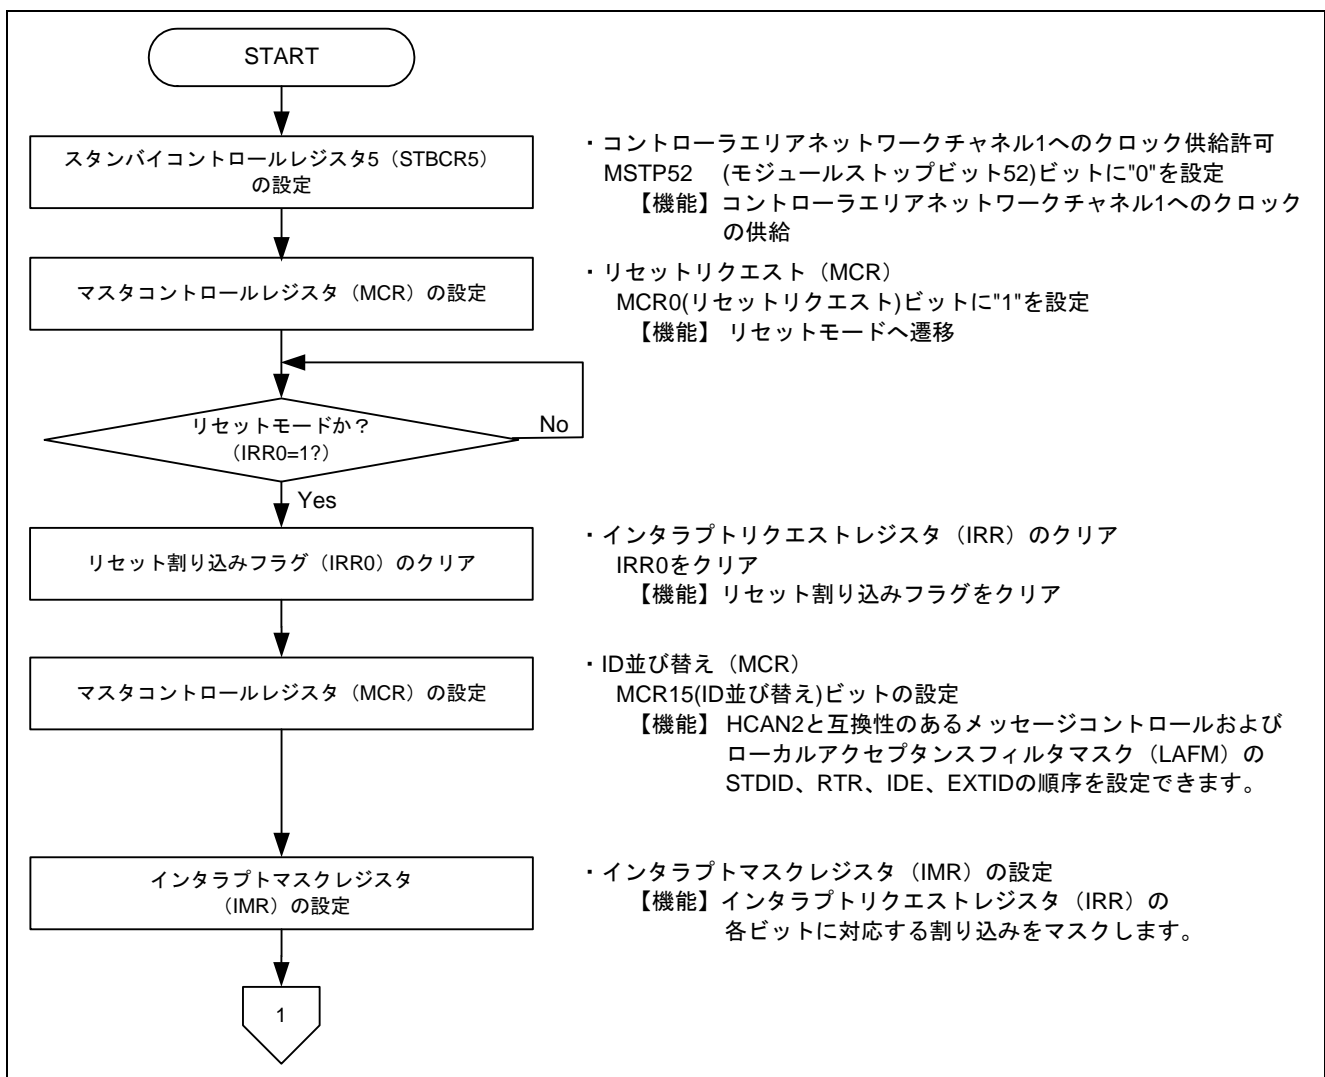 START
スタンバイコントロールレジスタ5（STBCR5）
の設定
・コントローラエリアネットワークチャネル1へのクロック供給許可
MSTP52 (モジュールストップビット52)ビットに"0"を設定
【機能】コントローラエリアネットワークチャネル1へのクロック
の供給
マスタコントロールレジスタ（MCR）の設定
・リセットリクエスト（MCR）
MCR0(リセットリクエスト)ビットに"1"を設定
【機能】 リセットモードへ遷移
リセットモードか？
（IRR0=1?）
No
Yes
リセット割り込みフラグ（IRR0）のクリア
・インタラプトリクエストレジスタ（IRR）のクリア
IRR0をクリア
【機能】リセット割り込みフラグをクリア
マスタコントロールレジスタ（MCR）の設定
・ID並び替え（MCR）
MCR15(ID並び替え)ビットの設定
【機能】 HCAN2と互換性のあるメッセージコントロールおよび
ローカルアクセプタンスフィルタマスク（LAFM）の
STDID、RTR、IDE、EXTIDの順序を設定できます。
インタラプトマスクレジスタ
（IMR）の設定
・インタラプトマスクレジスタ（IMR）の設定
【機能】インタラプトリクエストレジスタ（IRR）の
各ビットに対応する割り込みをマスクします。
1